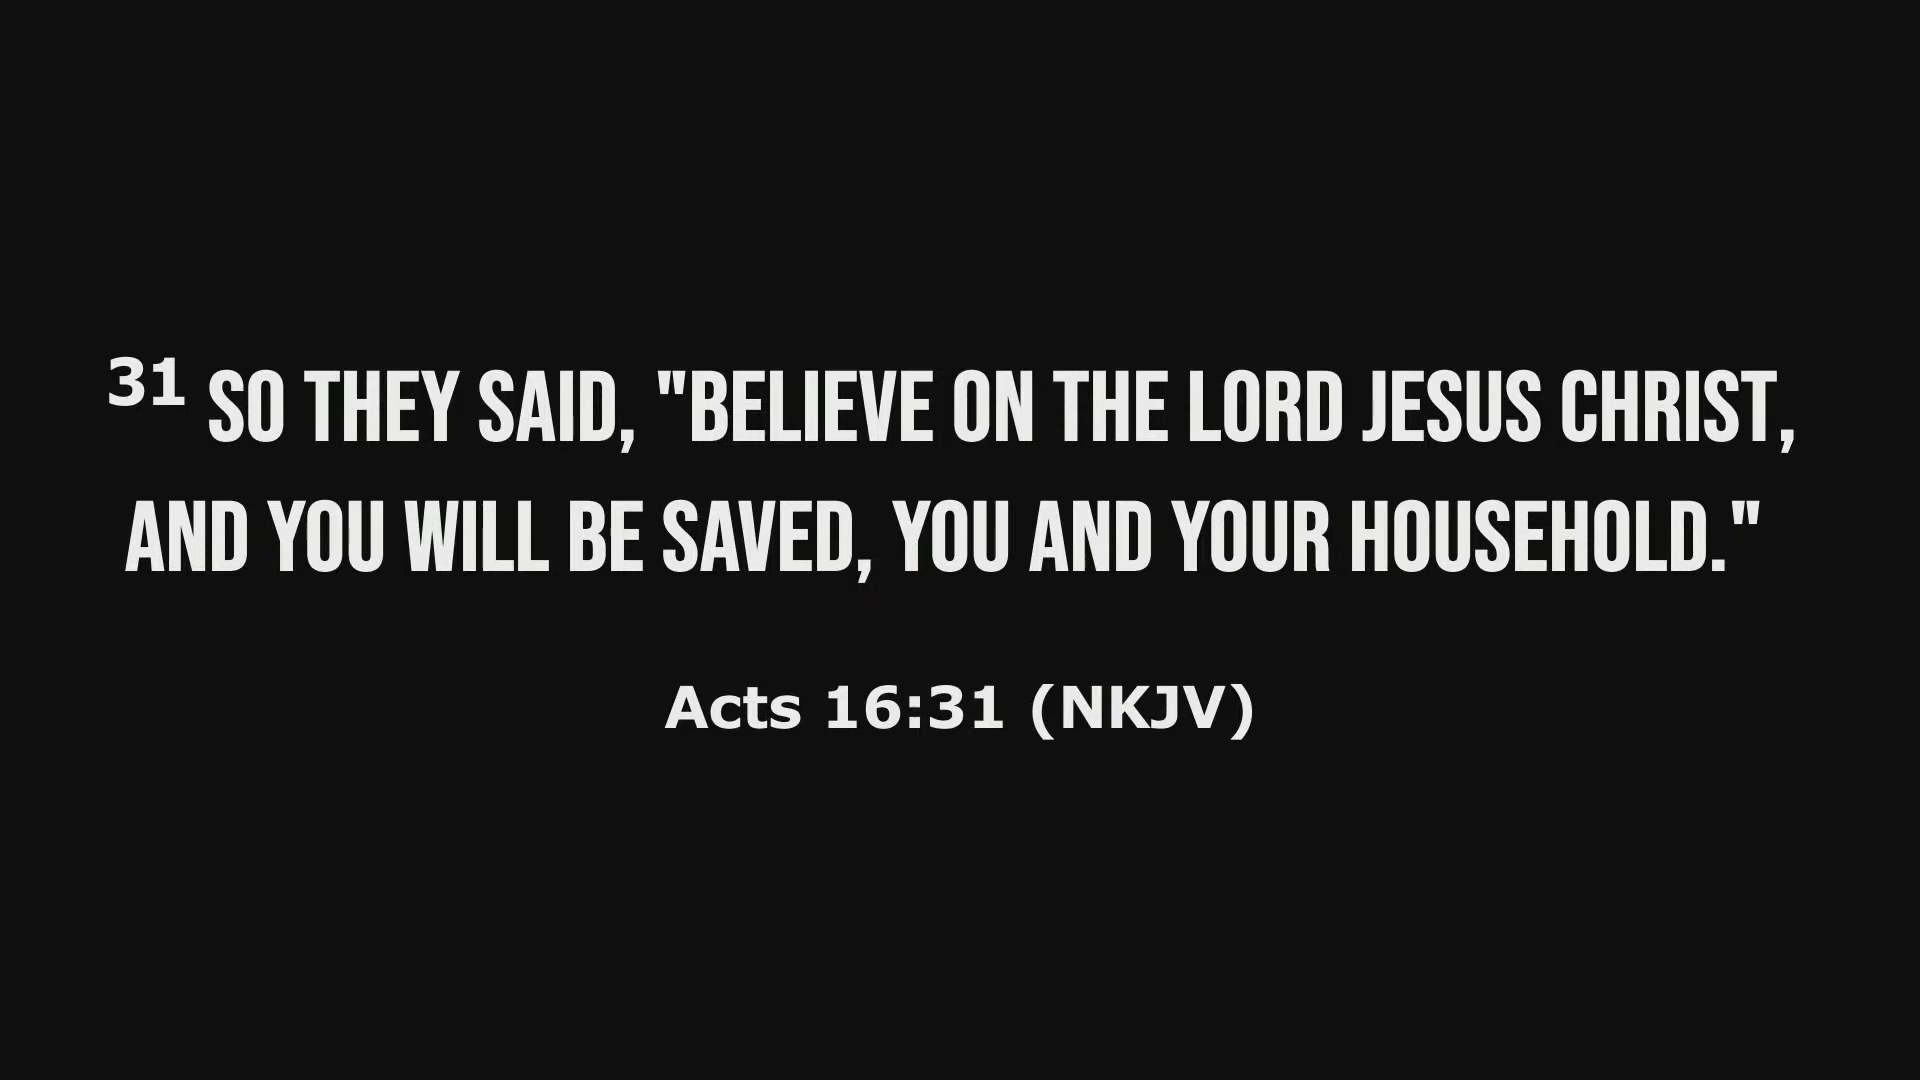 31 SO THEY SAID, "BELIEVE ON THE LORD JESUS CHRIST,
AND YOU WILL BE SAVED, YOU AND YOUR HOUSEHOLD."
Acts 16:31 (NKJV)